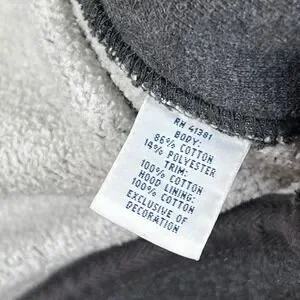 RN 41381
BODY:
86% COTTON
14% POLYESTER
TRIM:
100% COTTON
HOOD LINING:
100% COTTON
EXCLUSIVE OF
DECORATION